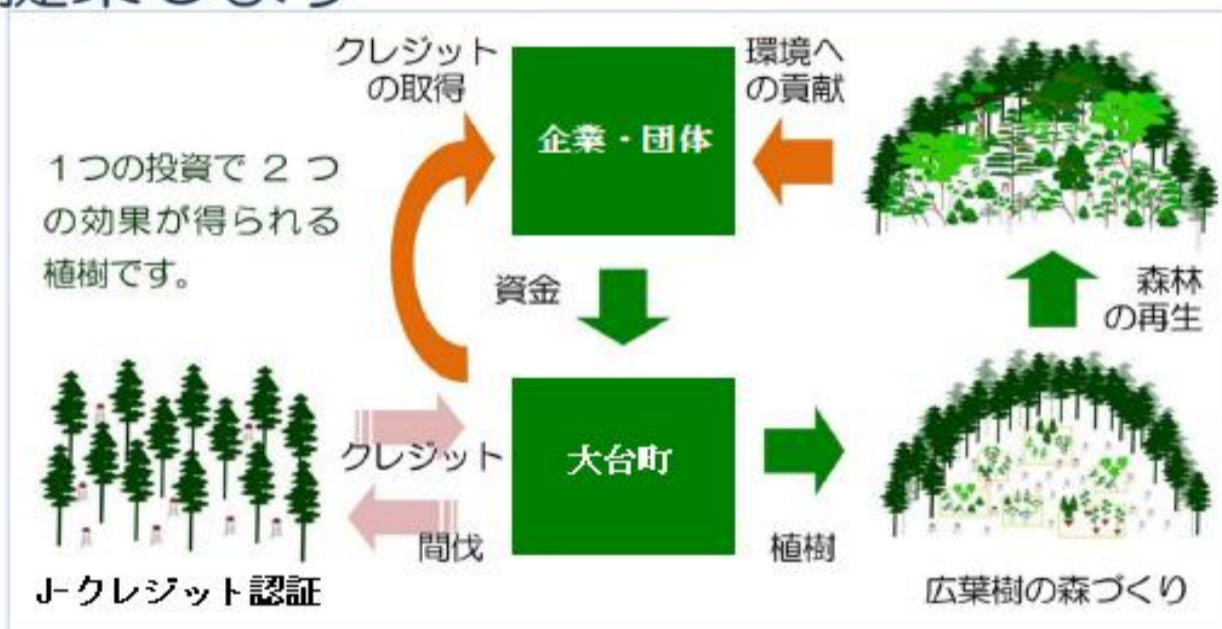 します
クレジット
の取得
企業・団体
環境へ
の貢献
1つの投資で 2 つ
の効果が得られる
植樹です。
資金
森林
の再生
クレジット
大台町
間伐
植樹
J-クレジット認証
広葉樹の森づくり